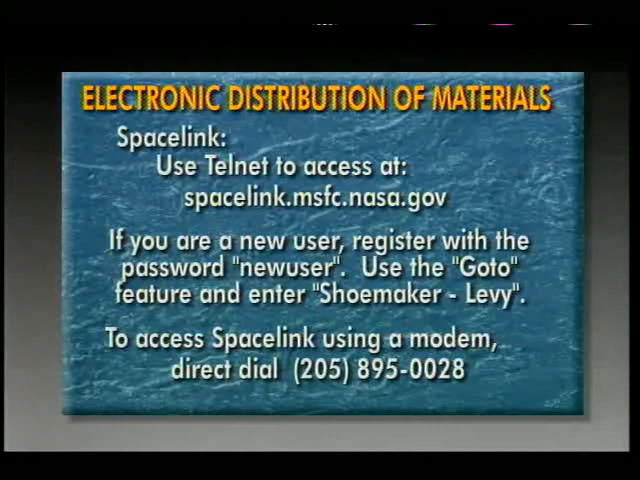 ELECTRONIC DISTRIBUTION OF MATERIALS
Spacelink:
Use Telnet to access at:
spacelink.msfc.nasa.gov
If you are a new user, register with the
password "newuser". Use the "Goto"
feature and enter "Shoemaker - Levy".
To access Spacelink using a modem,
direct dial (205) 895-0028